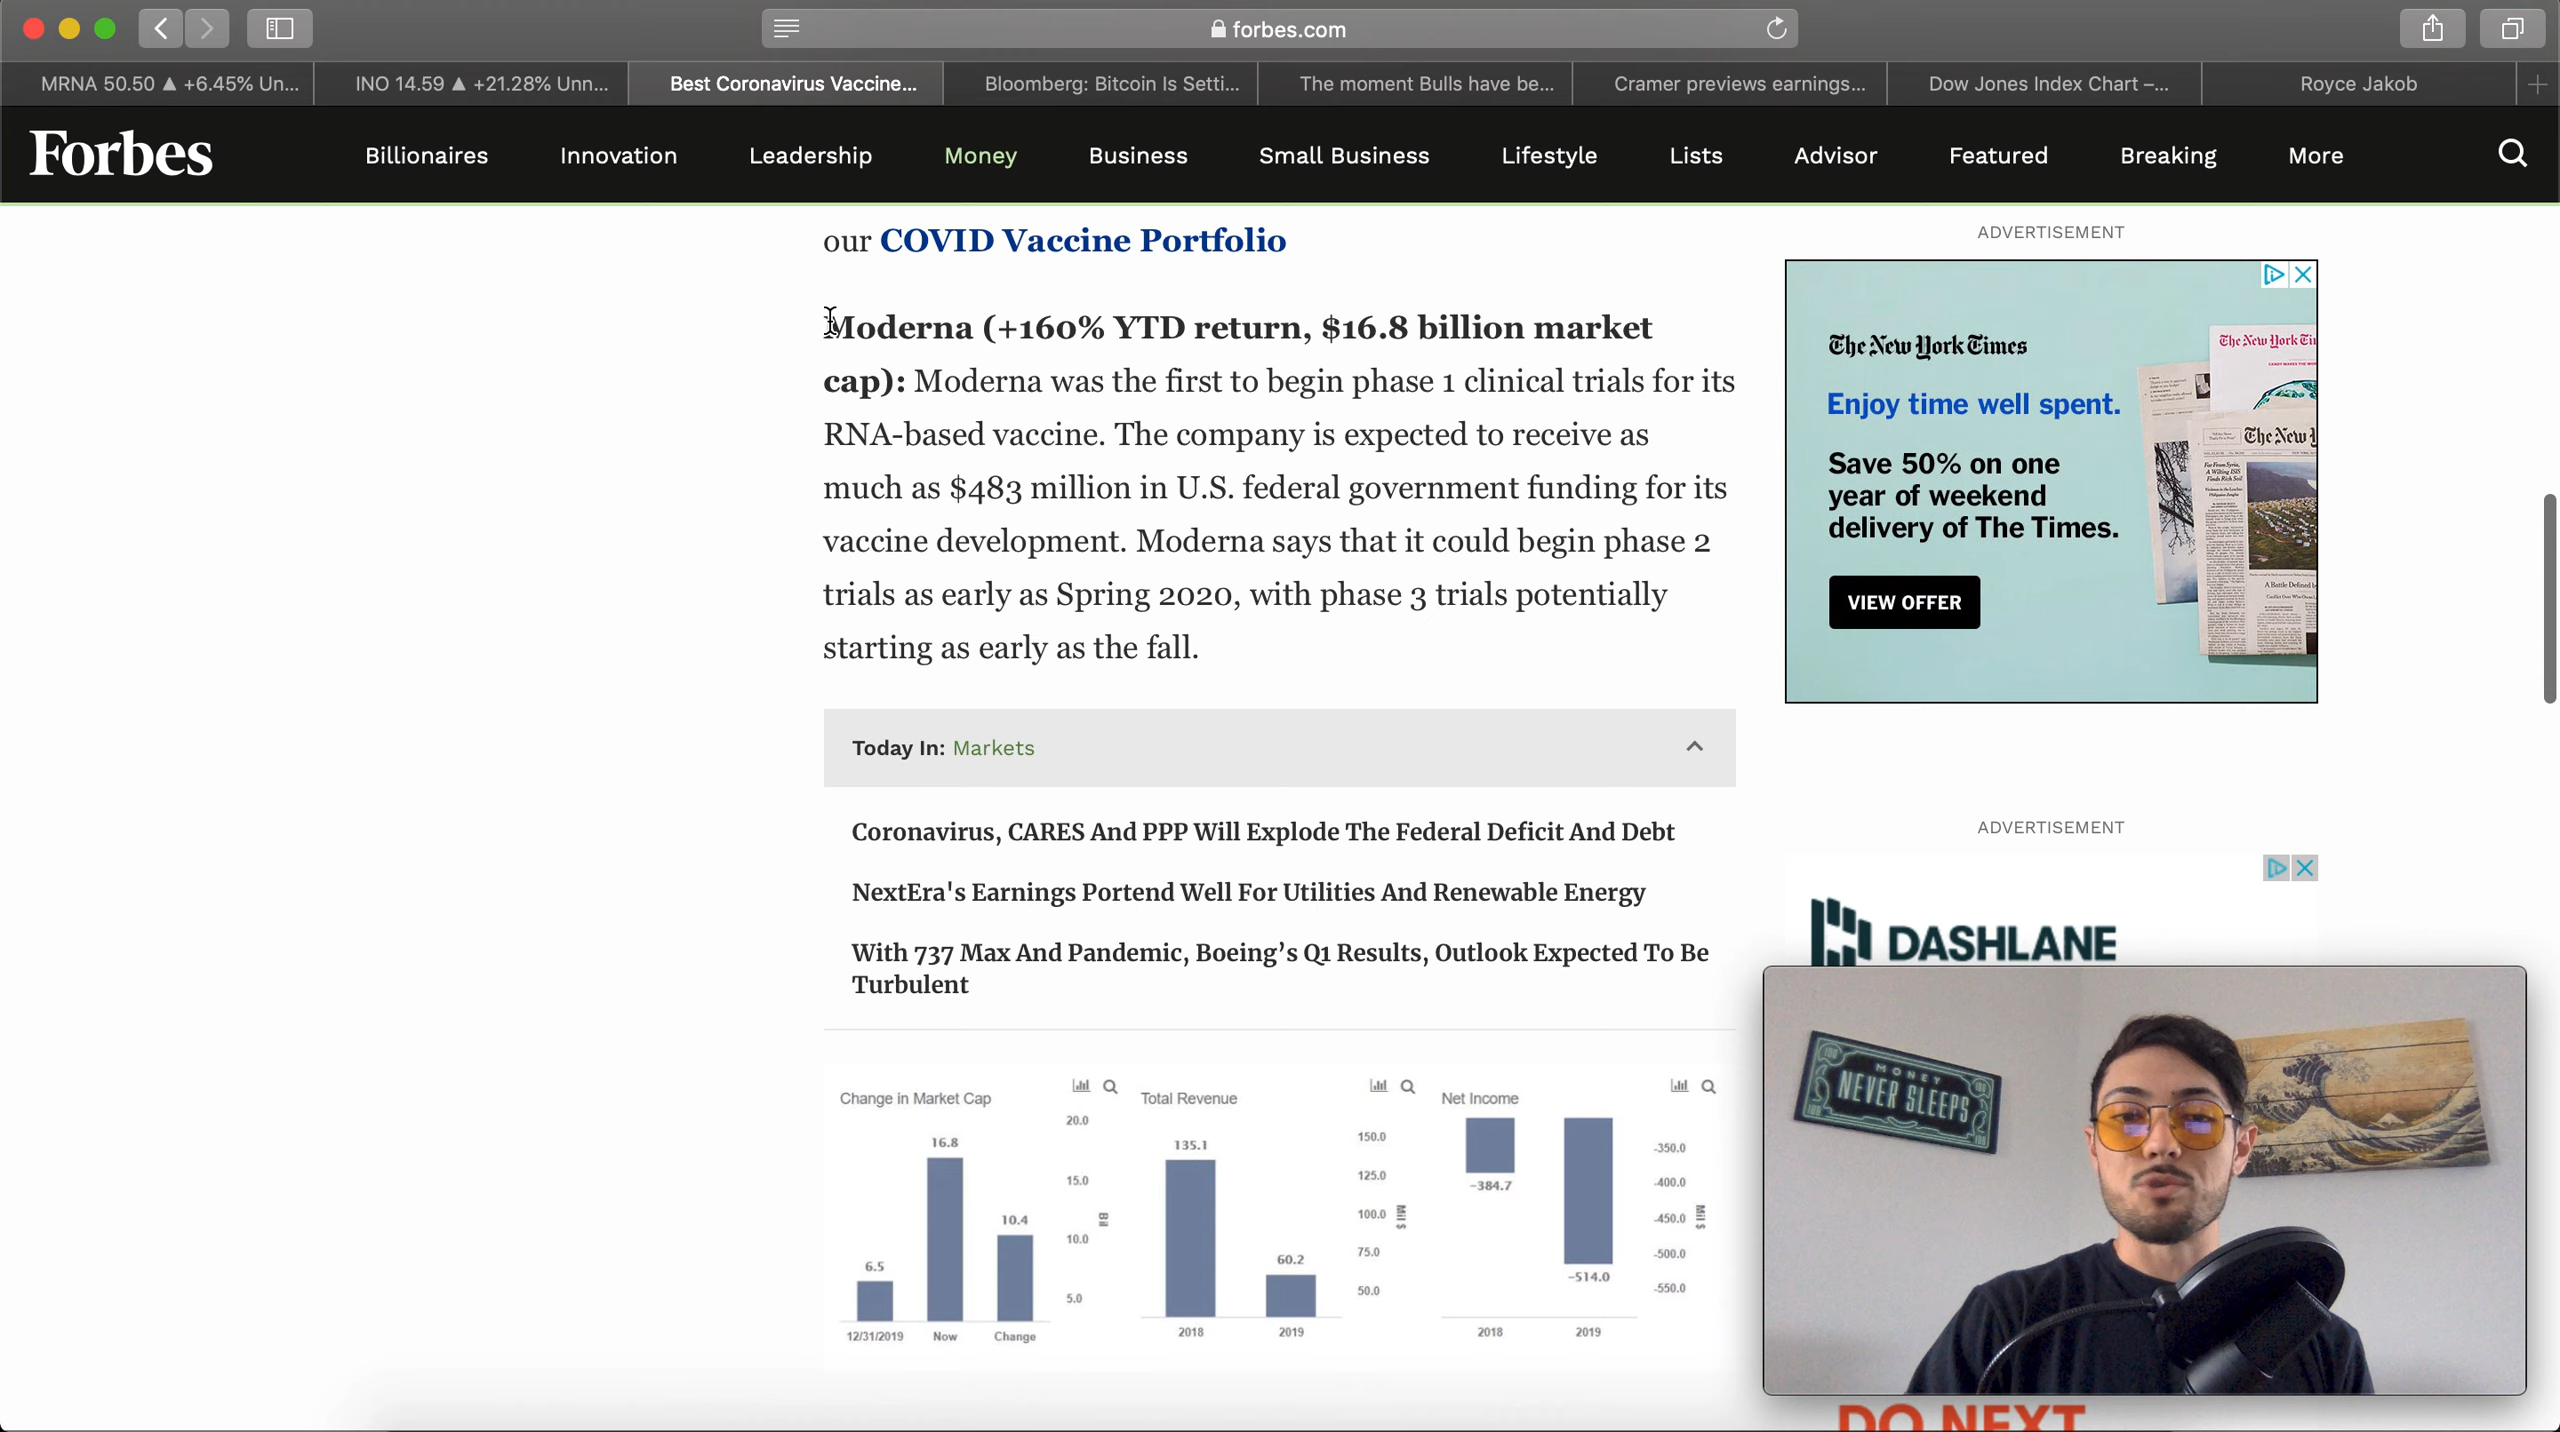 forbes.com
MRNA 50.50 ▲ +6.45% Un...
INO 14.59 ▲ +21.28% Unn...
Best Coronavirus Vaccine...
Bloomberg: Bitcoin Is Setti...
The moment Bulls have be...
Cramer previews earnings...
Dow Jones Index Chart –...
Royce Jakob
Forbes
Billionaires
Innovation
Leadership
Money
Business
Small Business
Lifestyle
Lists
Advisor
Featured
Breaking
More
our COVID Vaccine Portfolio
Moderna (+160% YTD return, $16.8 billion market
cap): Moderna was the first to begin phase 1 clinical trials for its
RNA-based vaccine. The company is expected to receive as
much as $483 million in U.S. federal government funding for its
vaccine development. Moderna says that it could begin phase 2
trials as early as Spring 2020, with phase 3 trials potentially
starting as early as the fall.
Today In: Markets
Coronavirus, CARES And PPP Will Explode The Federal Deficit And Debt
NextEra's Earnings Portend Well For Utilities And Renewable Energy
With 737 Max And Pandemic, Boeing’s Q1 Results, Outlook Expected To Be
Turbulent
Change in Market Cap
20.0
16.8
15.0
10.4
10.0
6.5
5.0
Bil
12/31/2019
Now
Change
Total Revenue
150.0
135.1
125.0
100.0
75.0
60.2
50.0
Mil $
2018
2019
Net Income
-350.0
-384.7
-400.0
-450.0
-500.0
-514.0
-550.0
Mil $
2018
2019
ADVERTISEMENT
The New York Times
Enjoy time well spent.
Save 50% on one
year of weekend
delivery of The Times.
VIEW OFFER
The New York Ti
The New Y
ADVERTISEMENT
DASHLANE
MONEY
NEVER SLEEPS
DO NEXT